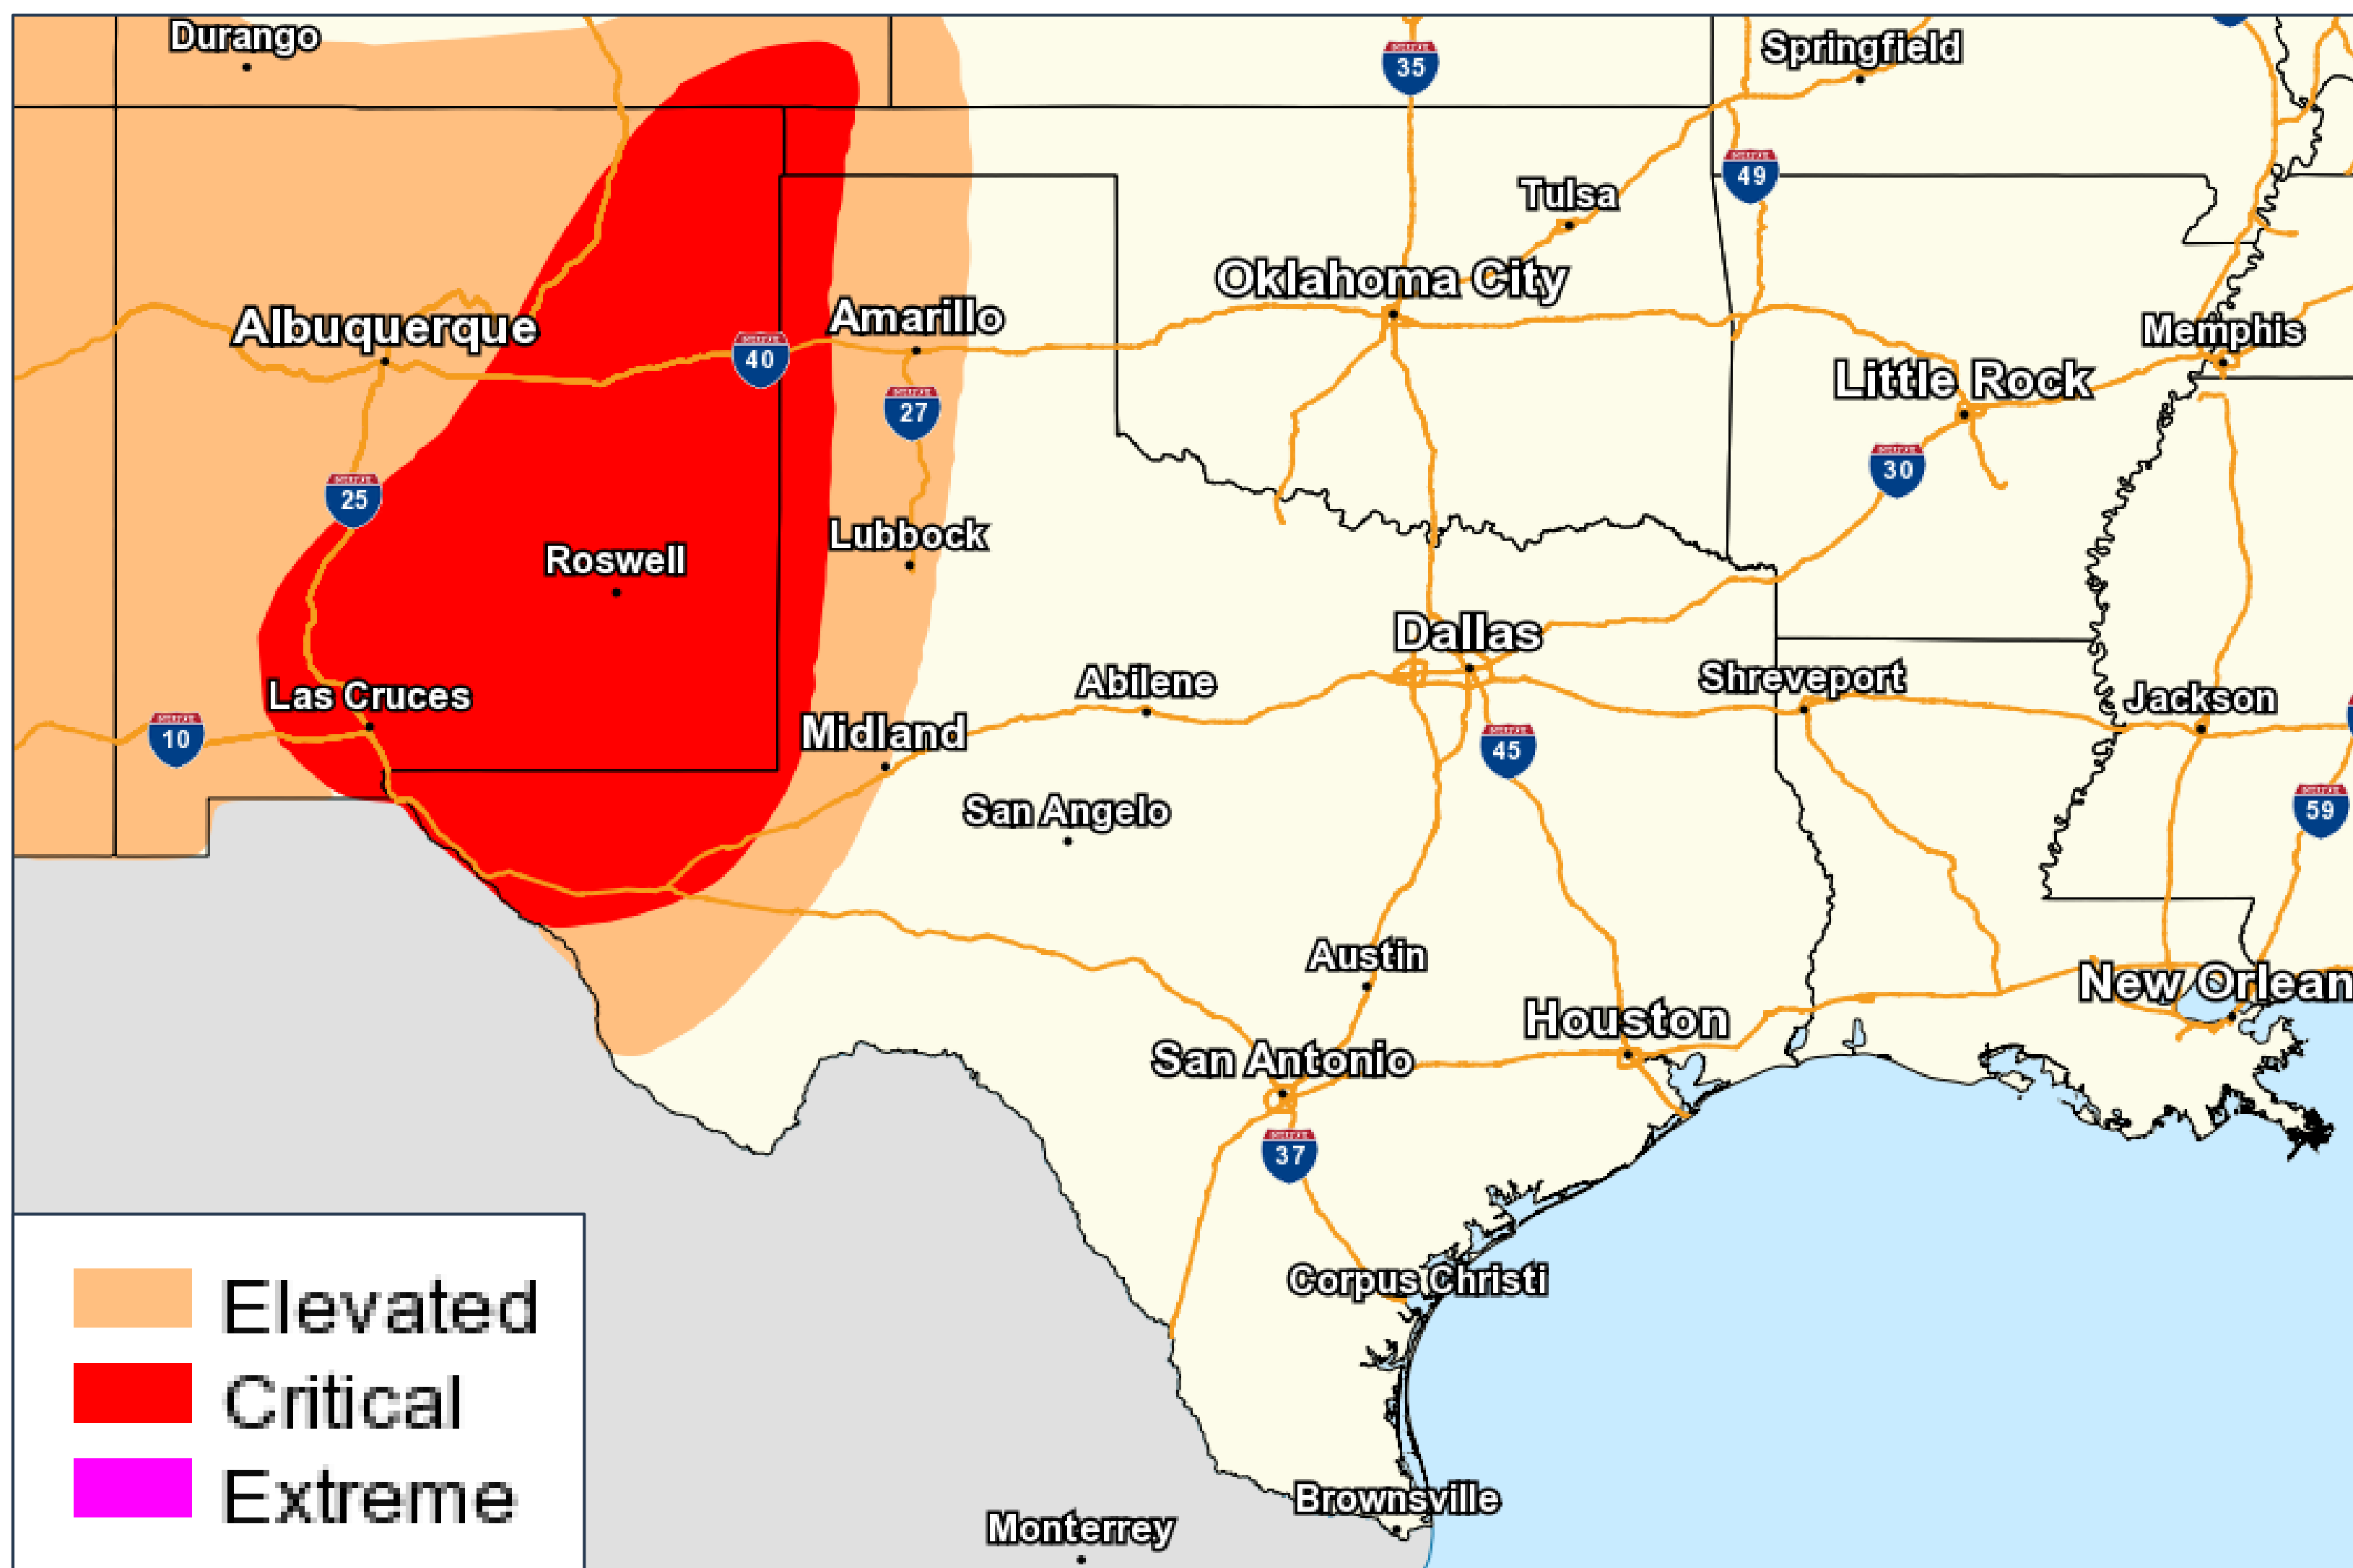 Durango
Springfield
35
49
Tulsa
Oklahoma City
Albuquerque
Amarillo
Memphis
40
Little Rock
27
30
25
Lubbock
Roswell
Dallas
Abilene
Shreveport
Las Cruces
Jackson
Midland
10
45
San Angelo
59
Austin
New Orlean
Houston
San Antonio
37
Corpus Christi
Elevated
Critical
Extreme
Brownsville
Monterrey